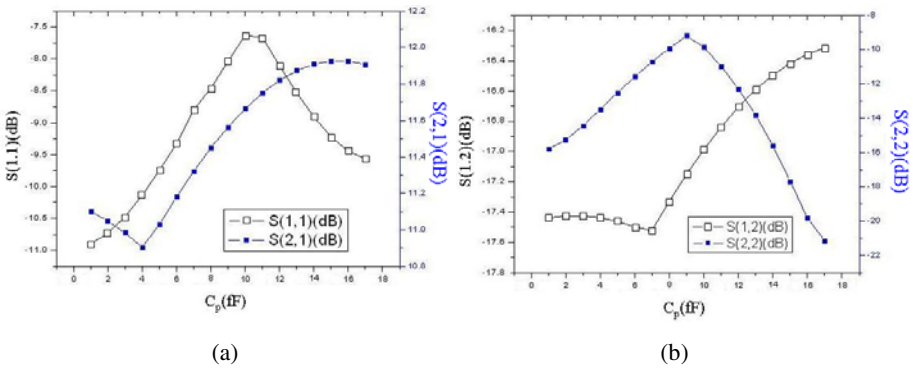 12.2
-7.5
12.0
-8.0
-8.5
11.8
-9.0
11.6
-9.5
11.4
-10.0
11.2
-10.5
11.0
-11.0
10.8
S(1.1)(dB)
S(2,1)(dB)
S(1,1)(dB)
S(2,1)(dB)
0 2 4 6 8 10 12 14 16 18
Cp(fF)
(a)
-8
-16.2
-10
-16.4
-12
-16.6
-14
-16.8
-17.0
-16
-17.2
-18
-17.4
-20
-17.6
-22
-17.8
S(1.2)(dB)
S(2,2)(dB)
S(1,2)(dB)
S(2,2)(dB)
0 2 4 6 8 10 12 14 16 18
Cp(fF)
(b)